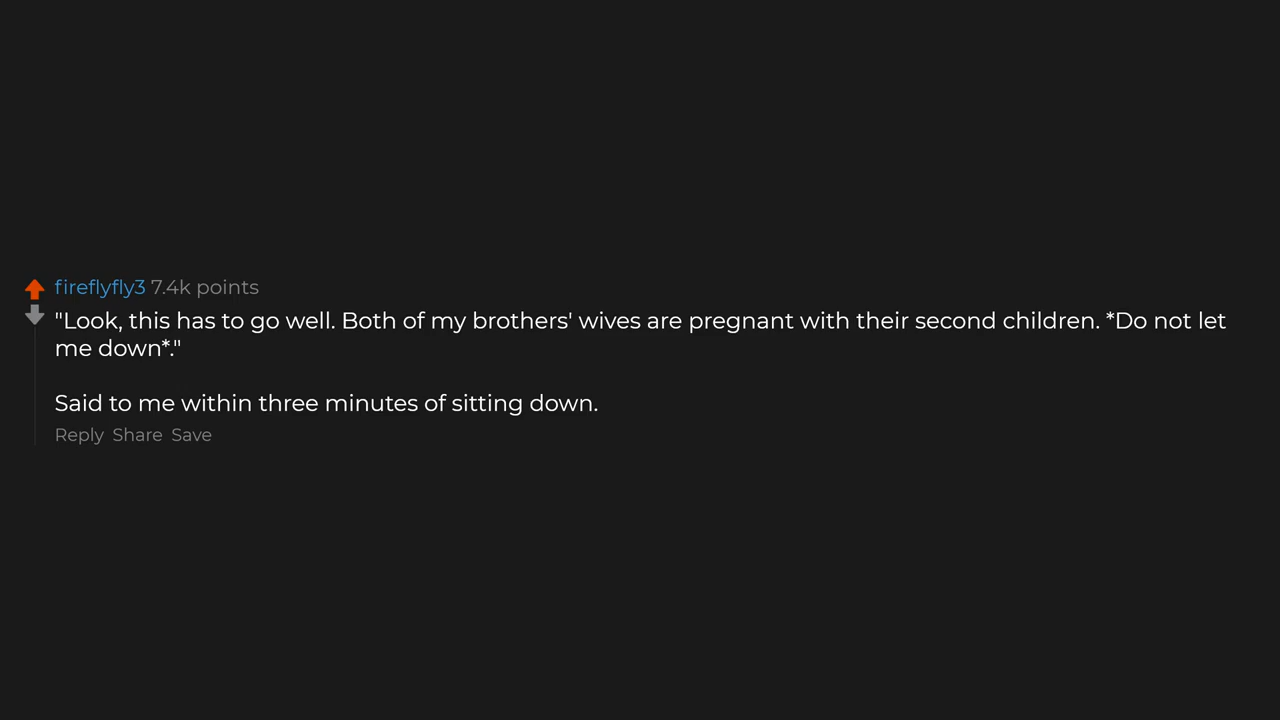 fireflyfly3 7.4k points
"Look, this has to go well. Both of my brothers' wives are pregnant with their second children. *Do not let
me down*."
Said to me within three minutes of sitting down.
Reply Share Save